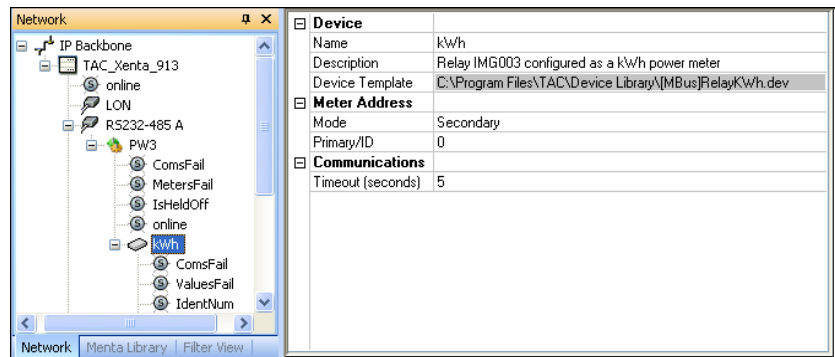 Network
IP Backbone
TAC_Xenta_913
online
LON
RS232-485 A
PW3
ComsFail
MetersFail
IsHeldOff
online
kWh
ComsFail
ValuesFail
IdentNum
Network Menta Library Filter View
Device
Name kWh
Description Relay IMG003 configured as a kWh power meter
Device Template C:\Program Files\TAC\Device Library\[MBus]RelayKWh.dev
Meter Address
Mode Secondary
Primary/ID 0
Communications
Timeout (seconds) 5